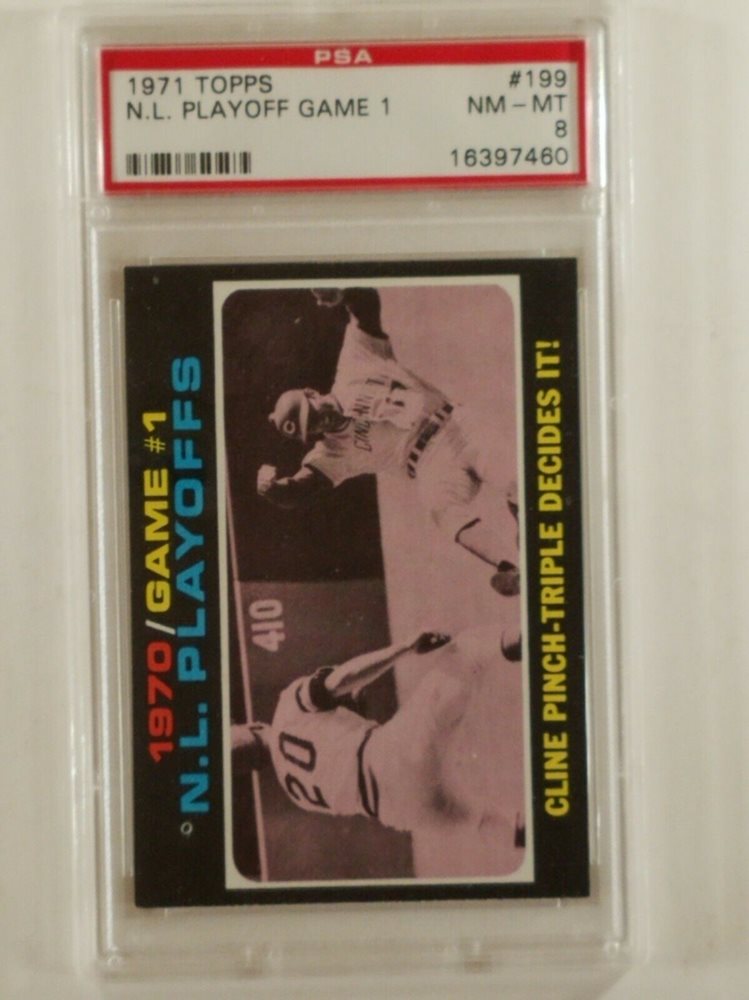 PSA
1971 TOPPS #199
N.L. PLAYOFF GAME 1 NM-MT
8
16397460
1970/GAME #1
N.L. PLAYOFFS
CINCINNATI
C
410
20
CLINE PINCH-TRIPLE DECIDES IT!